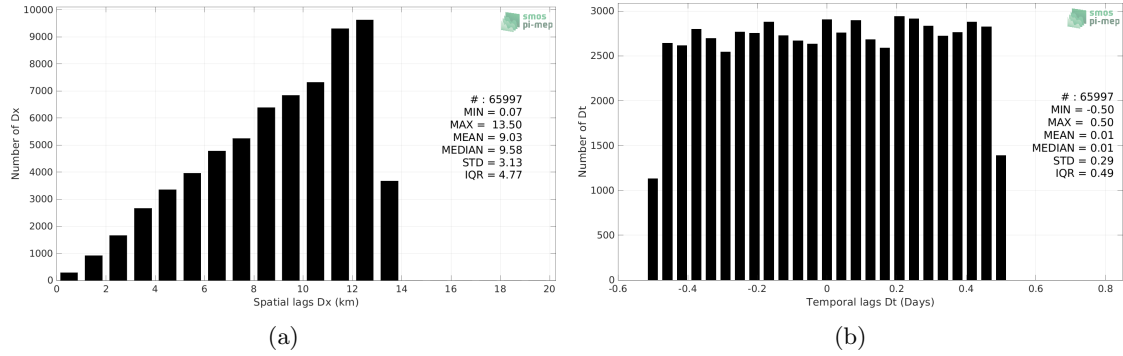 10000
9000
8000
7000
6000
5000
4000
3000
2000
1000
0
Number of Dx
smos
pi-mep
# : 65997
MIN = 0.07
MAX = 13.50
MEAN = 9.03
MEDIAN = 9.58
STD = 3.13
IQR = 4.77
0 2 4 6 8 10 12 14 16 18 20
Spatial lags Dx (km)
(a)
3000
2500
2000
1500
1000
500
0
Number of Dt
smos
pi-mep
# : 65997
MIN = -0.50
MAX = 0.50
MEAN = 0.01
MEDIAN = 0.01
STD = 0.29
IQR = 0.49
-0.6 -0.4 -0.2 0 0.2 0.4 0.6 0.8
Temporal lags Dt (Days)
(b)